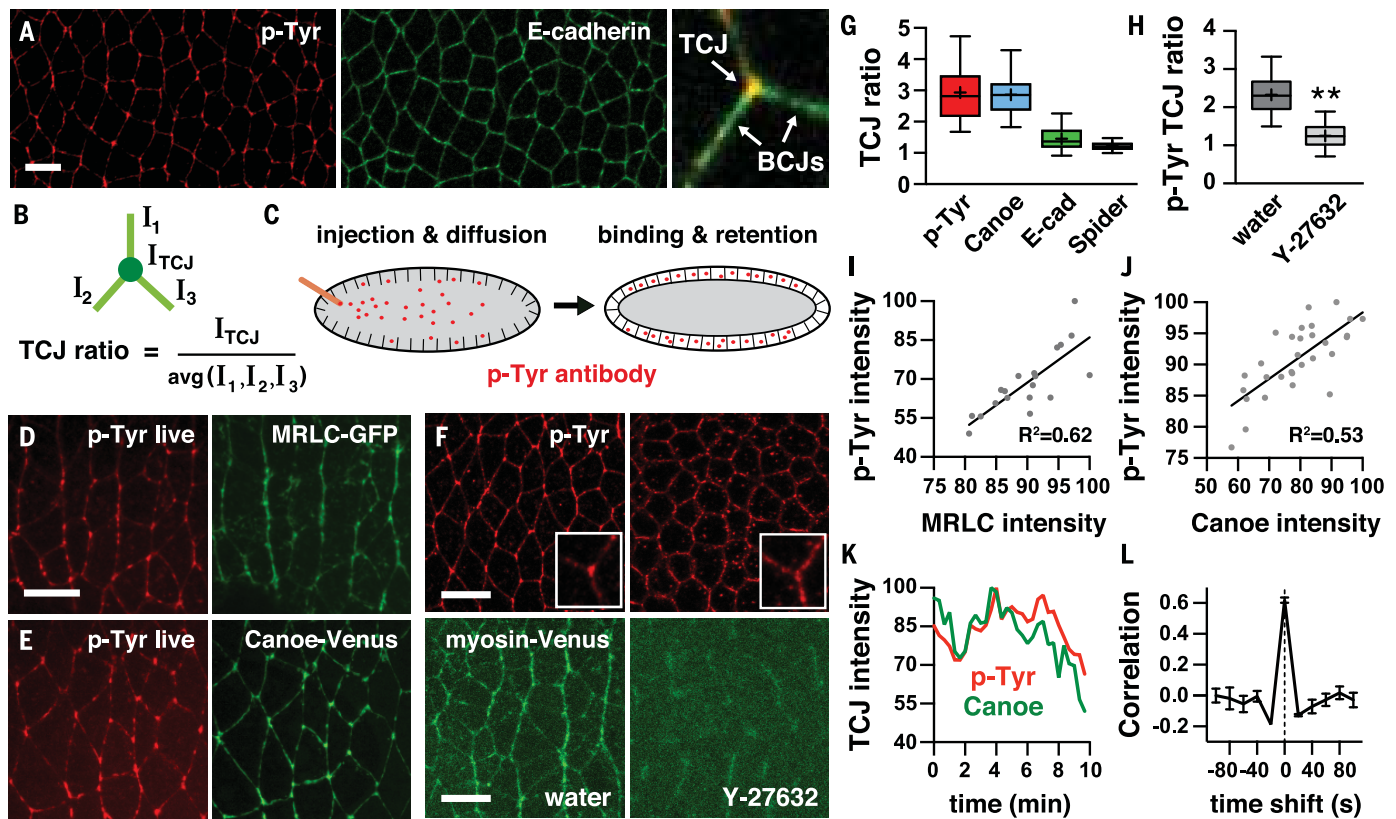 A
p-Tyr
E-cadherin
TCJ
BCJs
B
I1
ITCJ
I2
I3
TCJ ratio = ITCJ
avg (I1,I2,I3)
C
injection & diffusion
binding & retention
p-Tyr antibody
D
p-Tyr live
MRLC-GFP
E
p-Tyr live
Canoe-Venus
F
p-Tyr
myosin-Venus
water
Y-27632
G
TCJ ratio
5
4
3
2
1
0
p-Tyr
Canoe
E-cad
Spider
H
p-Tyr TCJ ratio
4
3
2
1
0
**
water
Y-27632
I
p-Tyr intensity
100
85
70
55
40
R2=0.62
75 80 85 90 95 100
MRLC intensity
J
p-Tyr intensity
100
95
90
85
80
75
R2=0.53
50 60 70 80 90 100
Canoe intensity
K
TCJ intensity
100
85
70
55
40
p-Tyr
Canoe
0 2 4 6 8 10
time (min)
L
Correlation
0.6
0.4
0.2
0.0
-0.2
-80 -40 0 40 80
time shift (s)